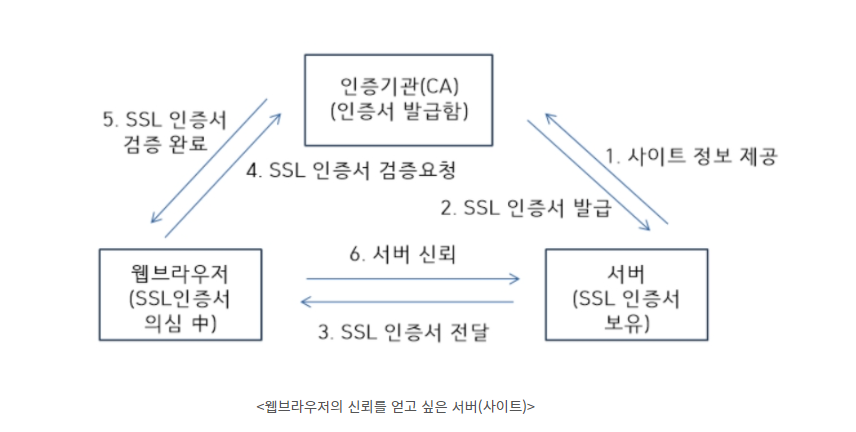 인증기관(CA)
(인증서 발급함)
5. SSL 인증서
검증 완료
4. SSL 인증서 검증요청
1. 사이트 정보 제공
2. SSL 인증서 발급
웹브라우저
(SSL인증서
의심 中)
6. 서버 신뢰
3. SSL 인증서 전달
서버
(SSL 인증서
보유)
<웹브라우저의 신뢰를 얻고 싶은 서버(사이트)>